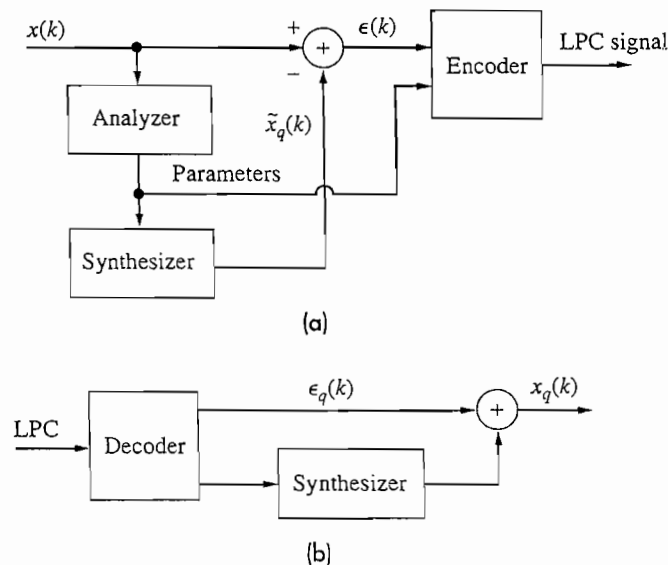 x(k)
+
+
ϵ(k)
LPC signal
−
Encoder
Analyzer
x̃q(k)
Parameters
Synthesizer
(a)
ϵq(k)
+
xq(k)
LPC
Decoder
Synthesizer
(b)